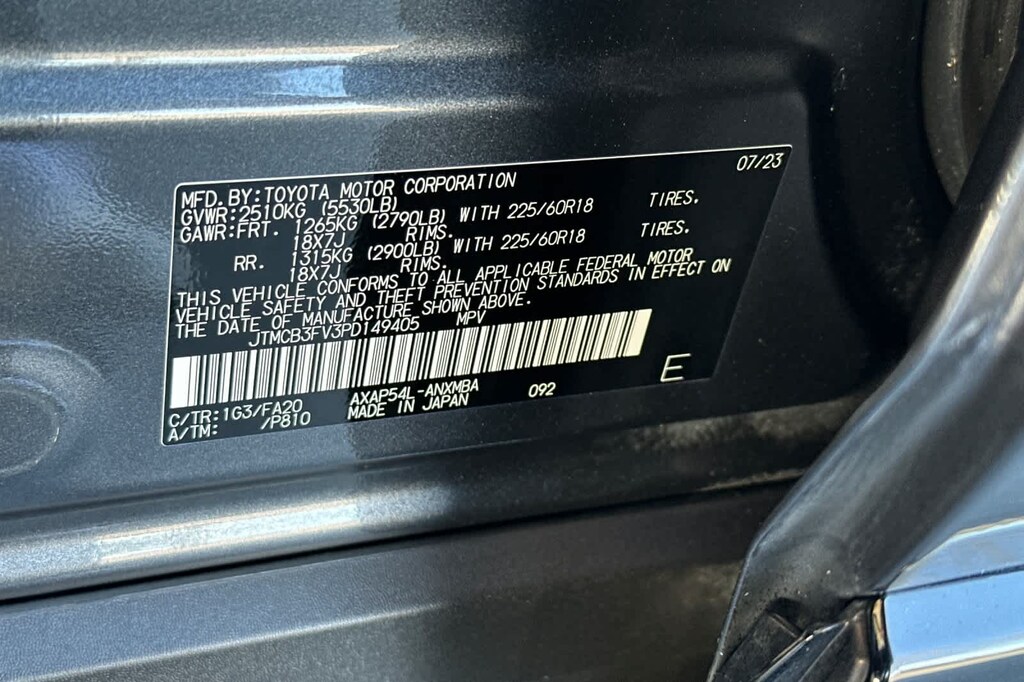 07/23
MFD.BY:TOYOTA MOTOR CORPORATION
GVWR:2510KG (5530LB)
GAWR:FRT. 1265KG (2790LB) WITH 225/60R18 TIRES.
18X7J RIMS.
RR. 1315KG (2900LB) WITH 225/60R18 TIRES.
18X7J RIMS.
THIS VEHICLE CONFORMS TO ALL APPLICABLE FEDERAL MOTOR
VEHICLE SAFETY AND THEFT PREVENTION STANDARDS IN EFFECT ON
THE DATE OF MANUFACTURE SHOWN ABOVE.
JTMCB3FV3PD149405 MPV
E
C/TR:1G3/FA20 AXAP54L-ANXMBA 092
A/TM: /P810 MADE IN JAPAN